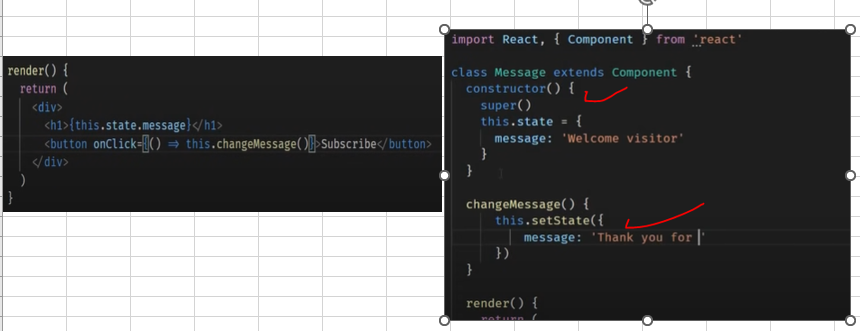 render() {
return (
<div>
<h1>{this.state.message}</h1>
<button onClick={() => this.changeMessage()}>Subscribe</button>
</div>
)
}
import React, { Component } from 'react'
class Message extends Component {
constructor() {
super()
this.state = {
message: 'Welcome visitor'
}
}
changeMessage() {
this.setState({
message: 'Thank you for '
})
}
render() {
return (